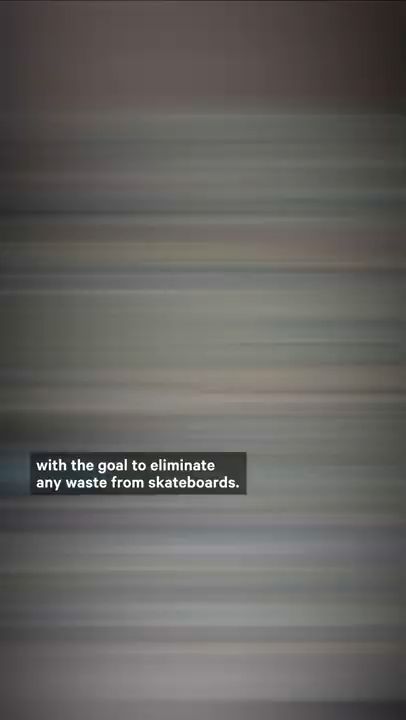 with the goal to eliminate
any waste from skateboards.